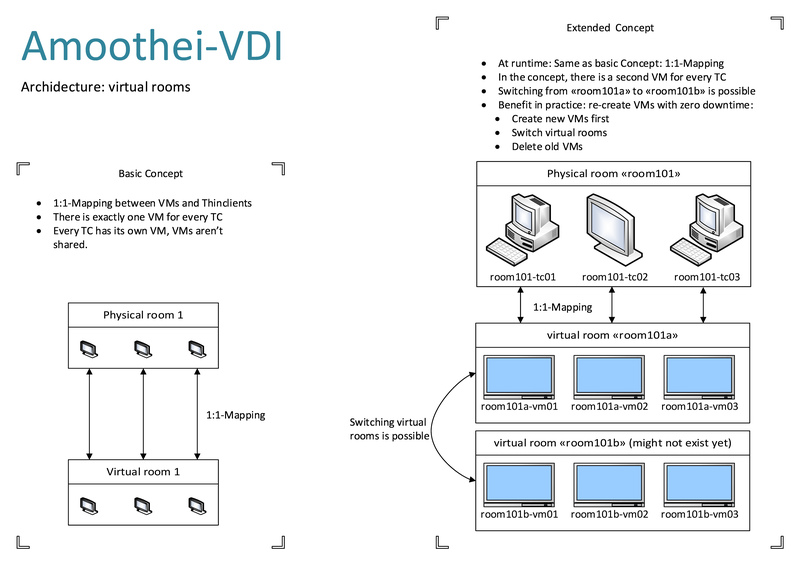 Amoothei-VDI
Archidecture: virtual rooms
Basic Concept
• 1:1-Mapping between VMs and Thinclients
• There is exactly one VM for every TC
• Every TC has its own VM, VMs aren't
shared.
Physical room 1
1:1-Mapping
Virtual room 1
Extended Concept
• At runtime: Same as basic Concept: 1:1-Mapping
• In the concept, there is a second VM for every TC
• Switching from «room101a» to «room101b» is possible
• Benefit in practice: re-create VMs with zero downtime:
• Create new VMs first
• Switch virtual rooms
• Delete old VMs
Physical room «room101»
room101-tc01 room101-tc02 room101-tc03
1:1-Mapping
virtual room «room101a»
room101a-vm01 room101a-vm02 room101a-vm03
Switching virtual
rooms is possible
virtual room «room101b» (might not exist yet)
room101b-vm01 room101b-vm02 room101b-vm03